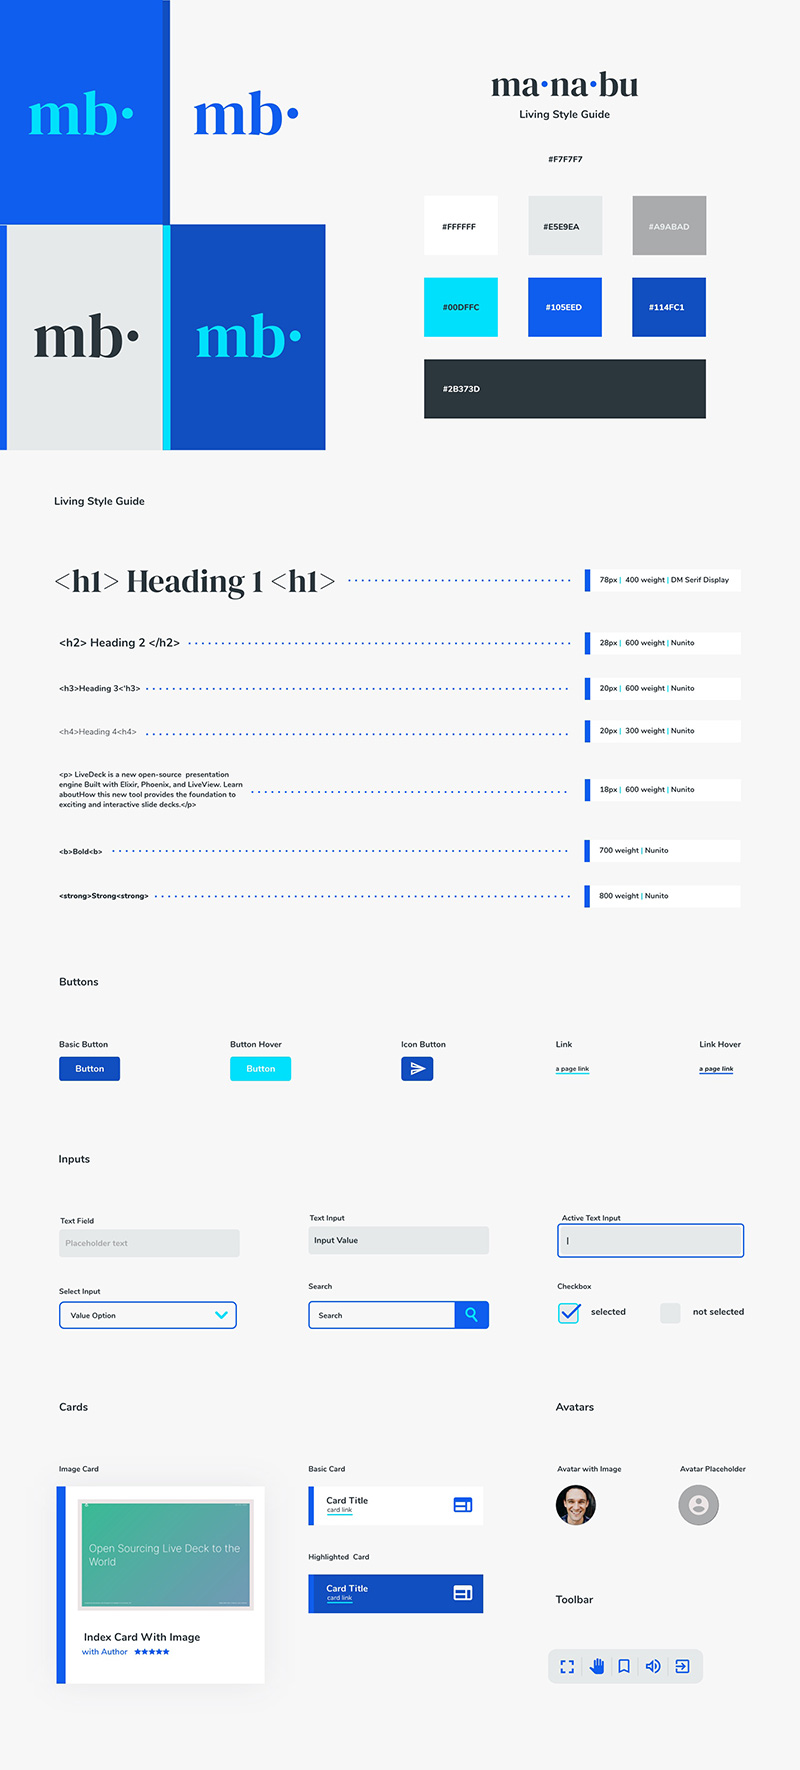 mb·
mb·
mb·
mb·
ma·na·bu
Living Style Guide
#F7F7F7
#FFFFFF
#E5E9EA
#A9ABAD
#00DFFC
#105EED
#114FC1
#2B373D
Living Style Guide
<h1> Heading 1 <h1>
78px | 400 weight | DM Serif Display
<h2> Heading 2 </h2>
28px | 600 weight | Nunito
<h3>Heading 3<'h3>
20px | 600 weight | Nunito
<h4>Heading 4<h4>
20px | 300 weight | Nunito
<p> LiveDeck is a new open-source presentation
engine Built with Elixir, Phoenix, and LiveView. Learn
aboutHow this new tool provides the foundation to
exciting and interactive slide decks.</p>
18px | 600 weight | Nunito
<b>Bold<b>
700 weight | Nunito
<strong>Strong<strong>
800 weight | Nunito
Buttons
Basic Button
Button Hover
Icon Button
Link
Link Hover
Button
Button
a page link
a page link
Inputs
Text Field
Text Input
Active Text Input
Placeholder text
Input Value
Select Input
Search
Checkbox
Value Option
Search
selected
not selected
Cards
Avatars
Image Card
Basic Card
Avatar with Image
Avatar Placeholder
Open Sourcing Live Deck to the
World
Index Card With Image
with Author
Card Title
card link
Highlighted Card
Card Title
card link
Toolbar